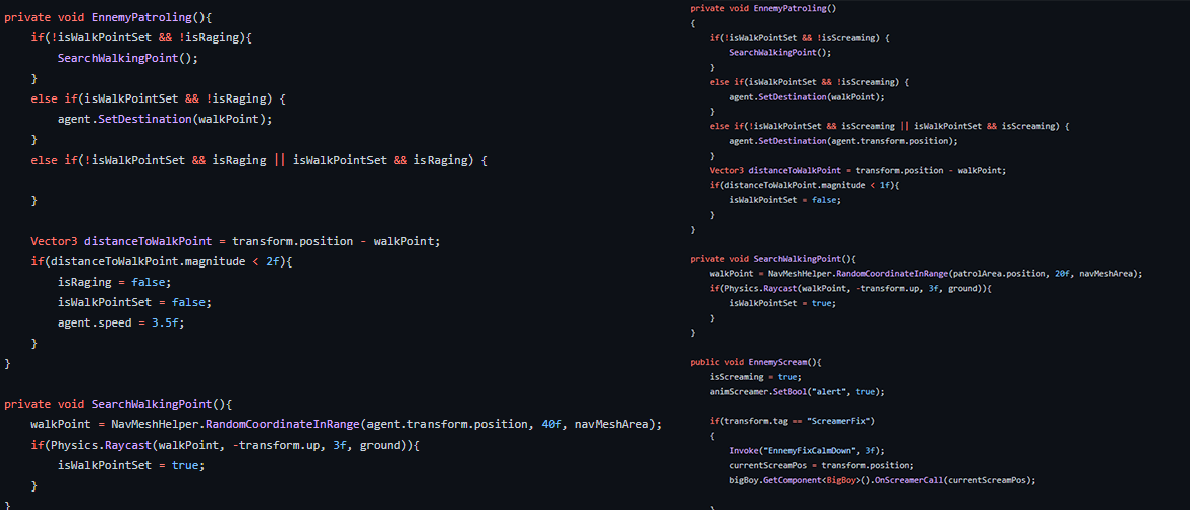 private void EnnemyPatroling(){
if(!isWalkPointSet && !isRaging){
SearchWalkingPoint();
}
else if(isWalkPointSet && !isRaging) {
agent.SetDestination(walkPoint);
}
else if(!isWalkPointSet && isRaging || isWalkPointSet && isRaging) {
}
Vector3 distanceToWalkPoint = transform.position - walkPoint;
if(distanceToWalkPoint.magnitude < 2f){
isRaging = false;
isWalkPointSet = false;
agent.speed = 3.5f;
}
}
private void SearchWalkingPoint(){
walkPoint = NavMeshHelper.RandomCoordinateInRange(agent.transform.position, 40f, navMeshArea);
if(Physics.Raycast(walkPoint, -transform.up, 3f, ground)){
isWalkPointSet = true;
}
}
private void EnnemyPatroling()
{
if(!isWalkPointSet && !isScreaming) {
SearchWalkingPoint();
}
else if(isWalkPointSet && !isScreaming) {
agent.SetDestination(walkPoint);
}
else if(!isWalkPointSet && isScreaming || isWalkPointSet && isScreaming) {
agent.SetDestination(agent.transform.position);
}
Vector3 distanceToWalkPoint = transform.position - walkPoint;
if(distanceToWalkPoint.magnitude < 1f){
isWalkPointSet = false;
}
}
private void SearchWalkingPoint(){
walkPoint = NavMeshHelper.RandomCoordinateInRange(patrolArea.position, 20f, navMeshArea);
if(Physics.Raycast(walkPoint, -transform.up, 3f, ground)){
isWalkPointSet = true;
}
}
public void EnnemyScream(){
isScreaming = true;
animScreamer.SetBool("alert", true);
if(transform.tag == "ScreamerFix")
{
Invoke("EnnemyFixCalmDown", 3f);
currentScreamPos = transform.position;
bigBoy.GetComponent<BigBoy>().OnScreamerCall(currentScreamPos);
}